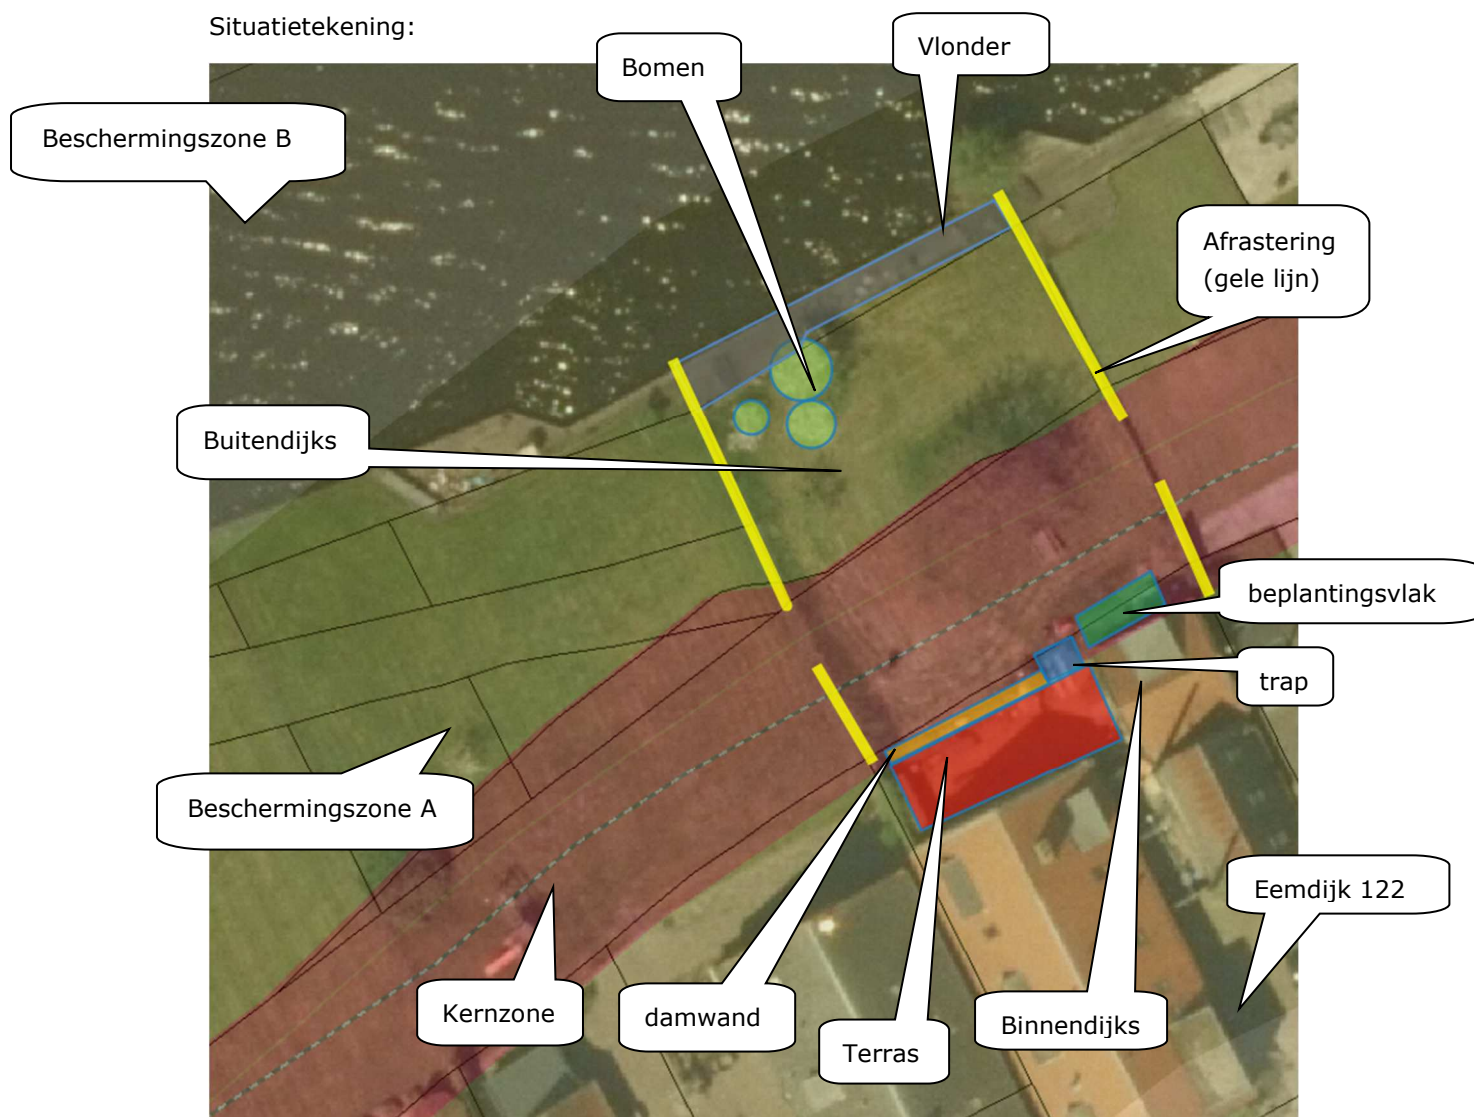 Situatietekening:
Vlonder
Bomen
Beschermingszone B
Afrastering
(gele lijn)
Buitendijks
beplantingsvlak
trap
Beschermingszone A
Eemdijk 122
Kernzone
damwand
Binnendijks
Terras